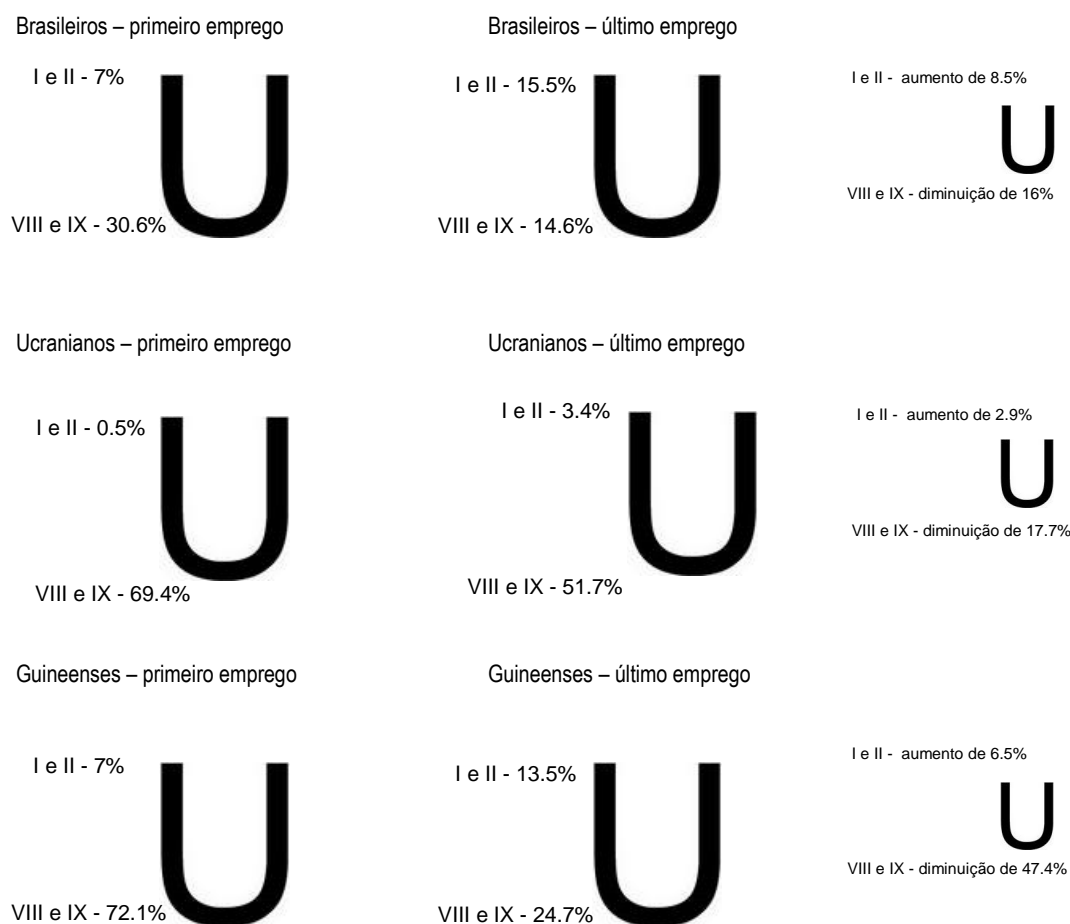 Brasileiros – primeiro emprego
Brasileiros – último emprego
I e II - 7%
I e II - 15.5%
I e II - aumento de 8.5%
U
U
U
VIII e IX - 30.6%
VIII e IX - 14.6%
VIII e IX - diminuição de 16%
Ucranianos – primeiro emprego
Ucranianos – último emprego
I e II - 0.5%
I e II - 3.4%
I e II - aumento de 2.9%
U
U
U
VIII e IX - 69.4%
VIII e IX - 51.7%
VIII e IX - diminuição de 17.7%
Guineenses – primeiro emprego
Guineenses – último emprego
I e II - 7%
I e II - 13.5%
I e II - aumento de 6.5%
U
U
U
VIII e IX - 72.1%
VIII e IX - 24.7%
VIII e IX - diminuição de 47.4%